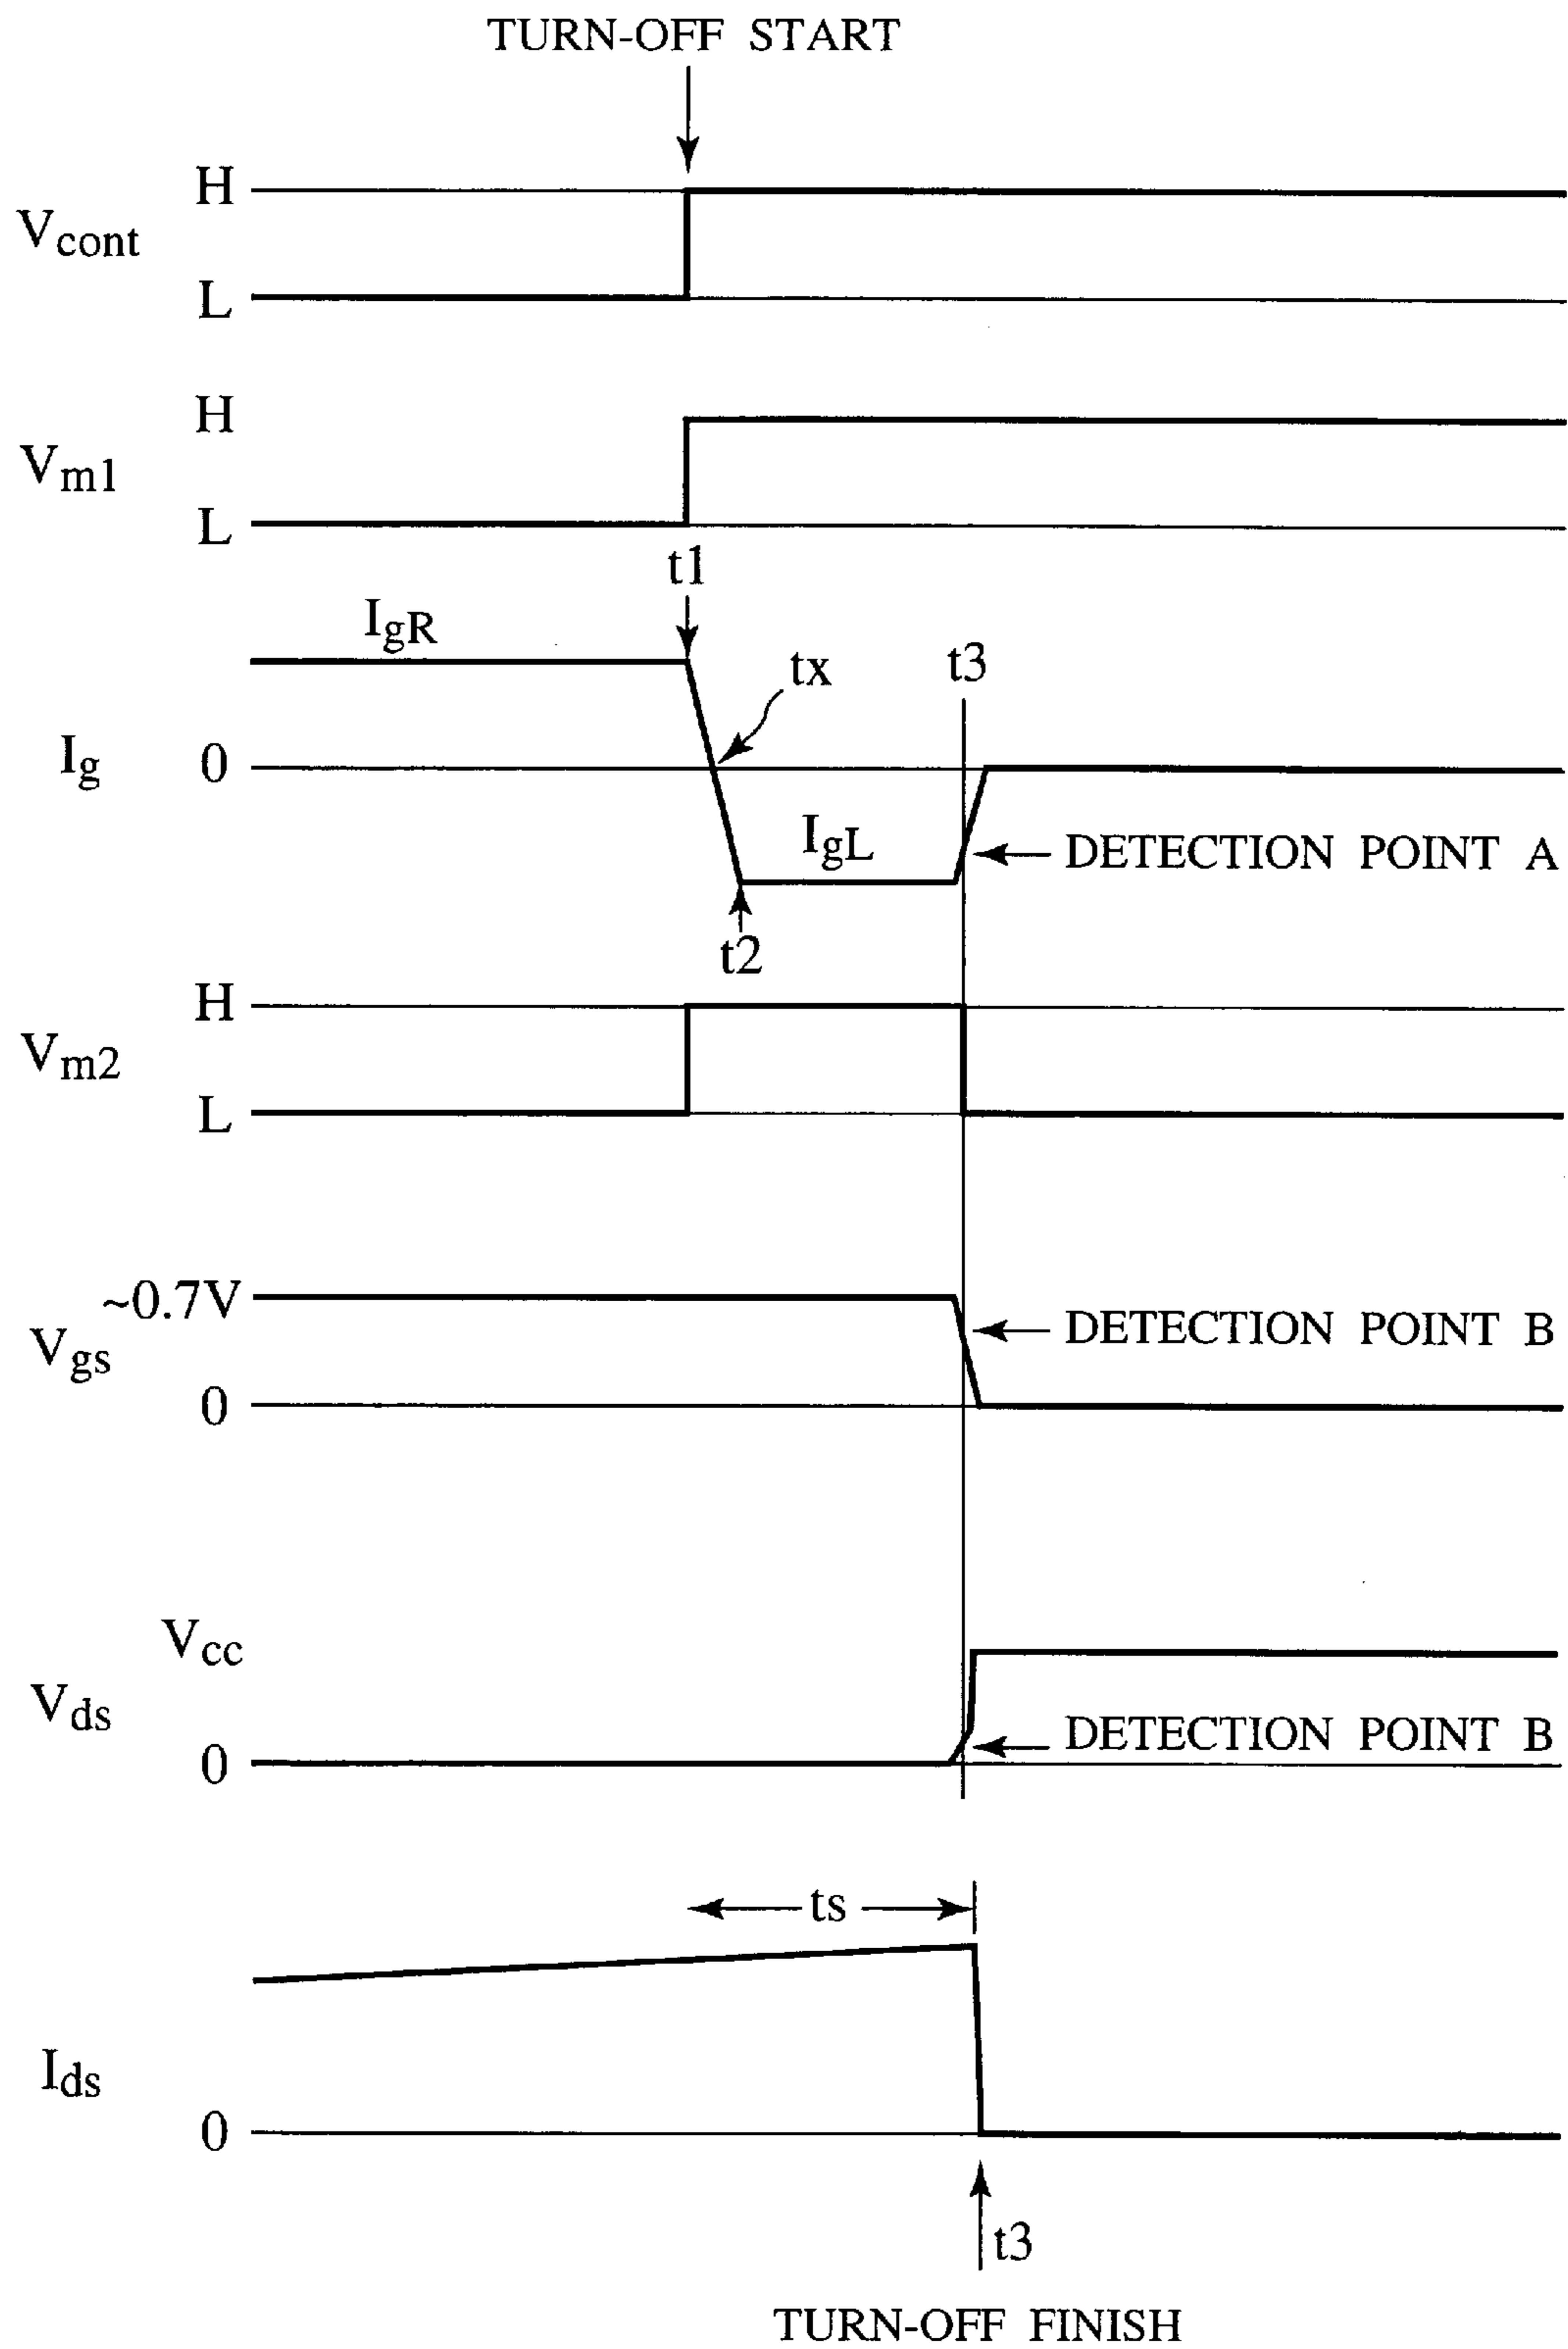 TURN-OFF START
H
Vcont
L
H
Vm1
L
t1
IgR
tx
t3
Ig
0
IgL
DETECTION POINT A
t2
H
Vm2
L
~0.7V
DETECTION POINT B
Vgs
0
Vcc
Vds
DETECTION POINT B
0
ts
Ids
0
t3
TURN-OFF FINISH